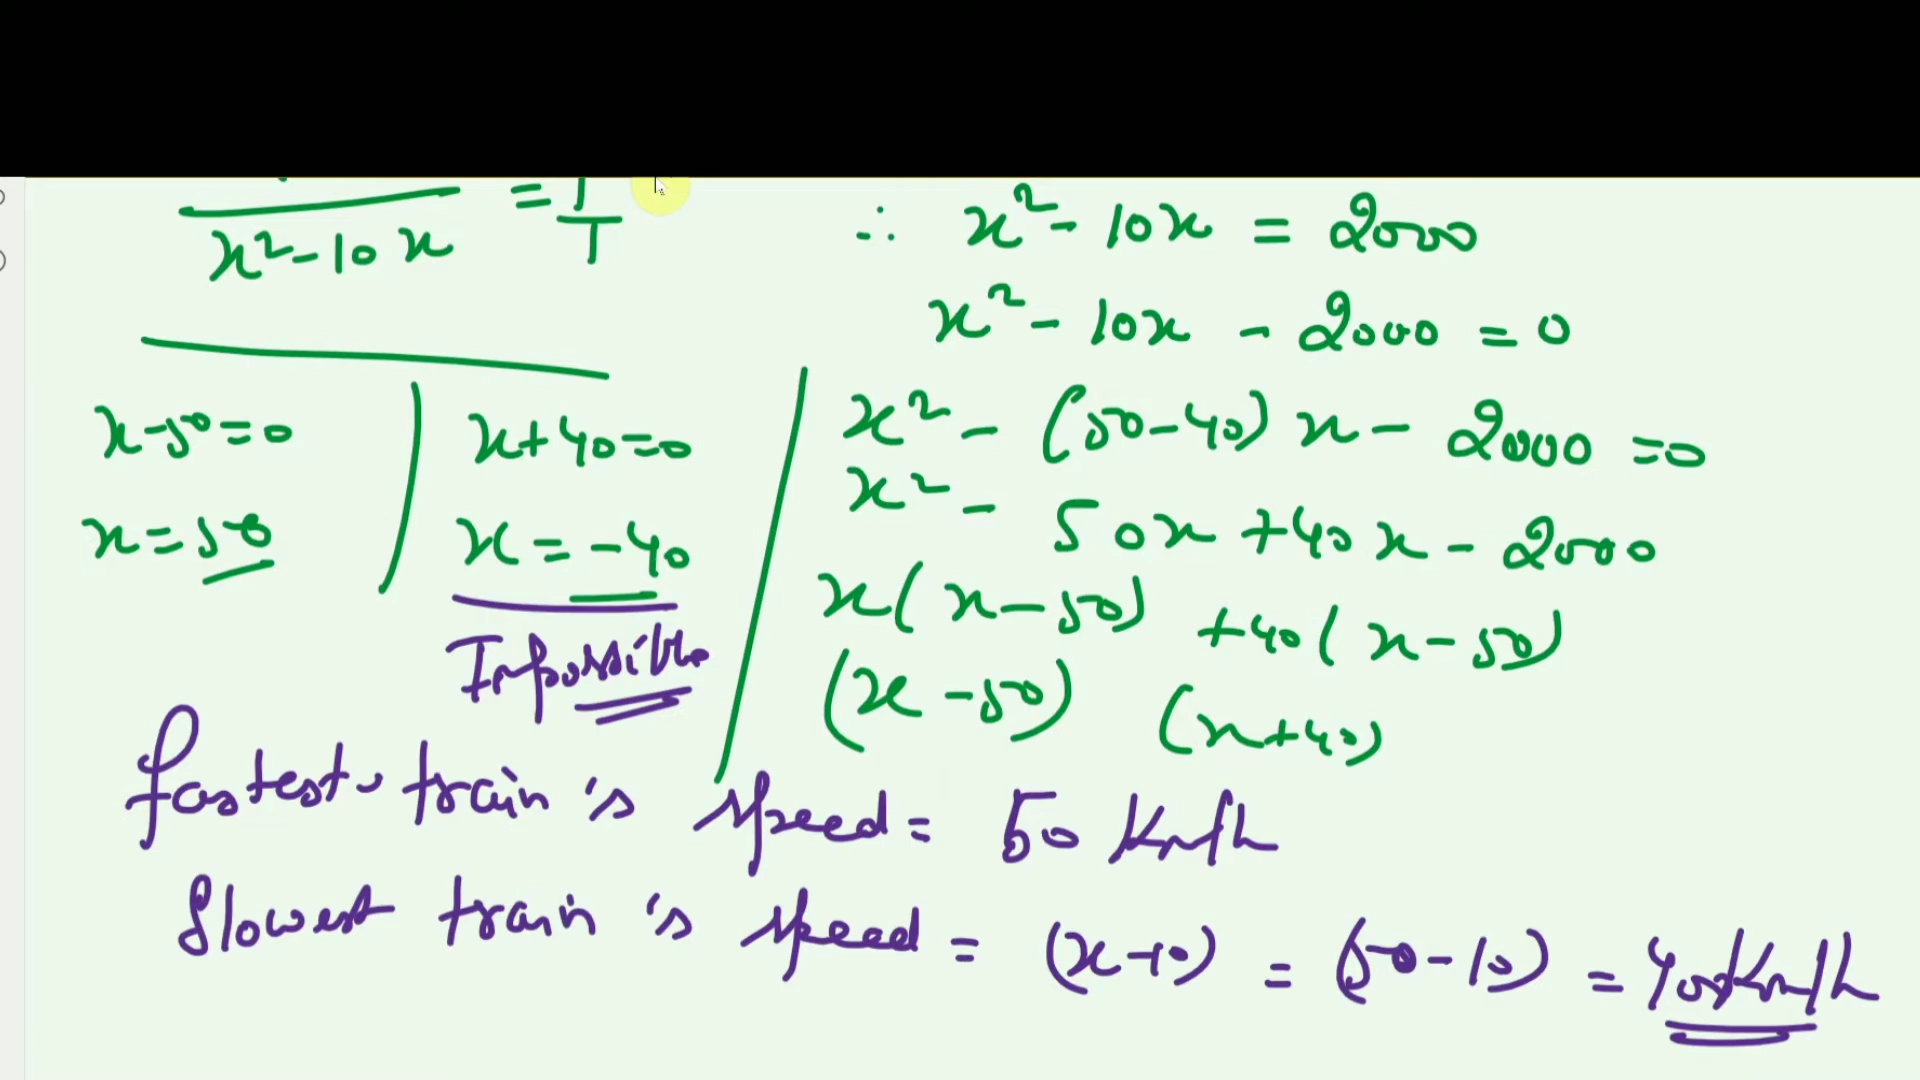 x²-10x = 1/1
∴ x² - 10x = 2000
x² - 10x - 2000 = 0
x² - (50-40) x - 2000 = 0
x² - 50x + 40x - 2000
x(x-50) + 40(x-50)
(x-50) (x+40)
x-50=0
x=50
x+40=0
x = -40
Impossible
fastest train's speed = 50 Km/h
slowest train's speed = (x-10) = (50-10) = 40 Km/h